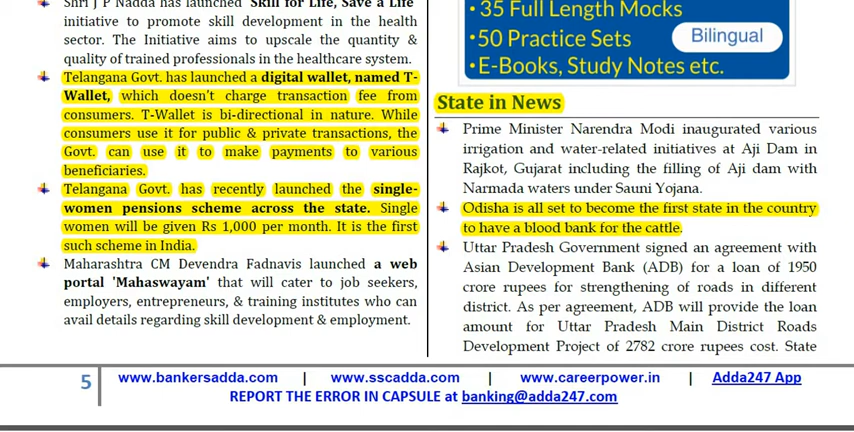 Shri J P Nadda has launched 'Skill for Life, Save a Life'
initiative to promote skill development in the health
sector. The Initiative aims to upscale the quantity &
quality of trained professionals in the healthcare system.
Telangana Govt. has launched a digital wallet, named T-
Wallet, which doesn't charge transaction fee from
consumers. T-Wallet is bi-directional in nature. While
consumers use it for public & private transactions, the
Govt. can use it to make payments to various
beneficiaries.
Telangana Govt. has recently launched the single-
women pensions scheme across the state. Single
women will be given Rs 1,000 per month. It is the first
such scheme in India.
Maharashtra CM Devendra Fadnavis launched a web
portal 'Mahaswayam' that will cater to job seekers,
employers, entrepreneurs, & training institutes who can
avail details regarding skill development & employment.
• 35 Full Length Mocks
• 50 Practice Sets
Bilingual
• E-Books, Study Notes etc.
State in News
Prime Minister Narendra Modi inaugurated various
irrigation and water-related initiatives at Aji Dam in
Rajkot, Gujarat including the filling of Aji dam with
Narmada waters under Sauni Yojana.
Odisha is all set to become the first state in the country
to have a blood bank for the cattle.
Uttar Pradesh Government signed an agreement with
Asian Development Bank (ADB) for a loan of 1950
crore rupees for strengthening of roads in different
district. As per agreement, ADB will provide the loan
amount for Uttar Pradesh Main District Roads
Development Project of 2782 crore rupees cost. State
5 www.bankersadda.com | www.sscadda.com | www.careerpower.in | Adda247 App
REPORT THE ERROR IN CAPSULE at banking@adda247.com